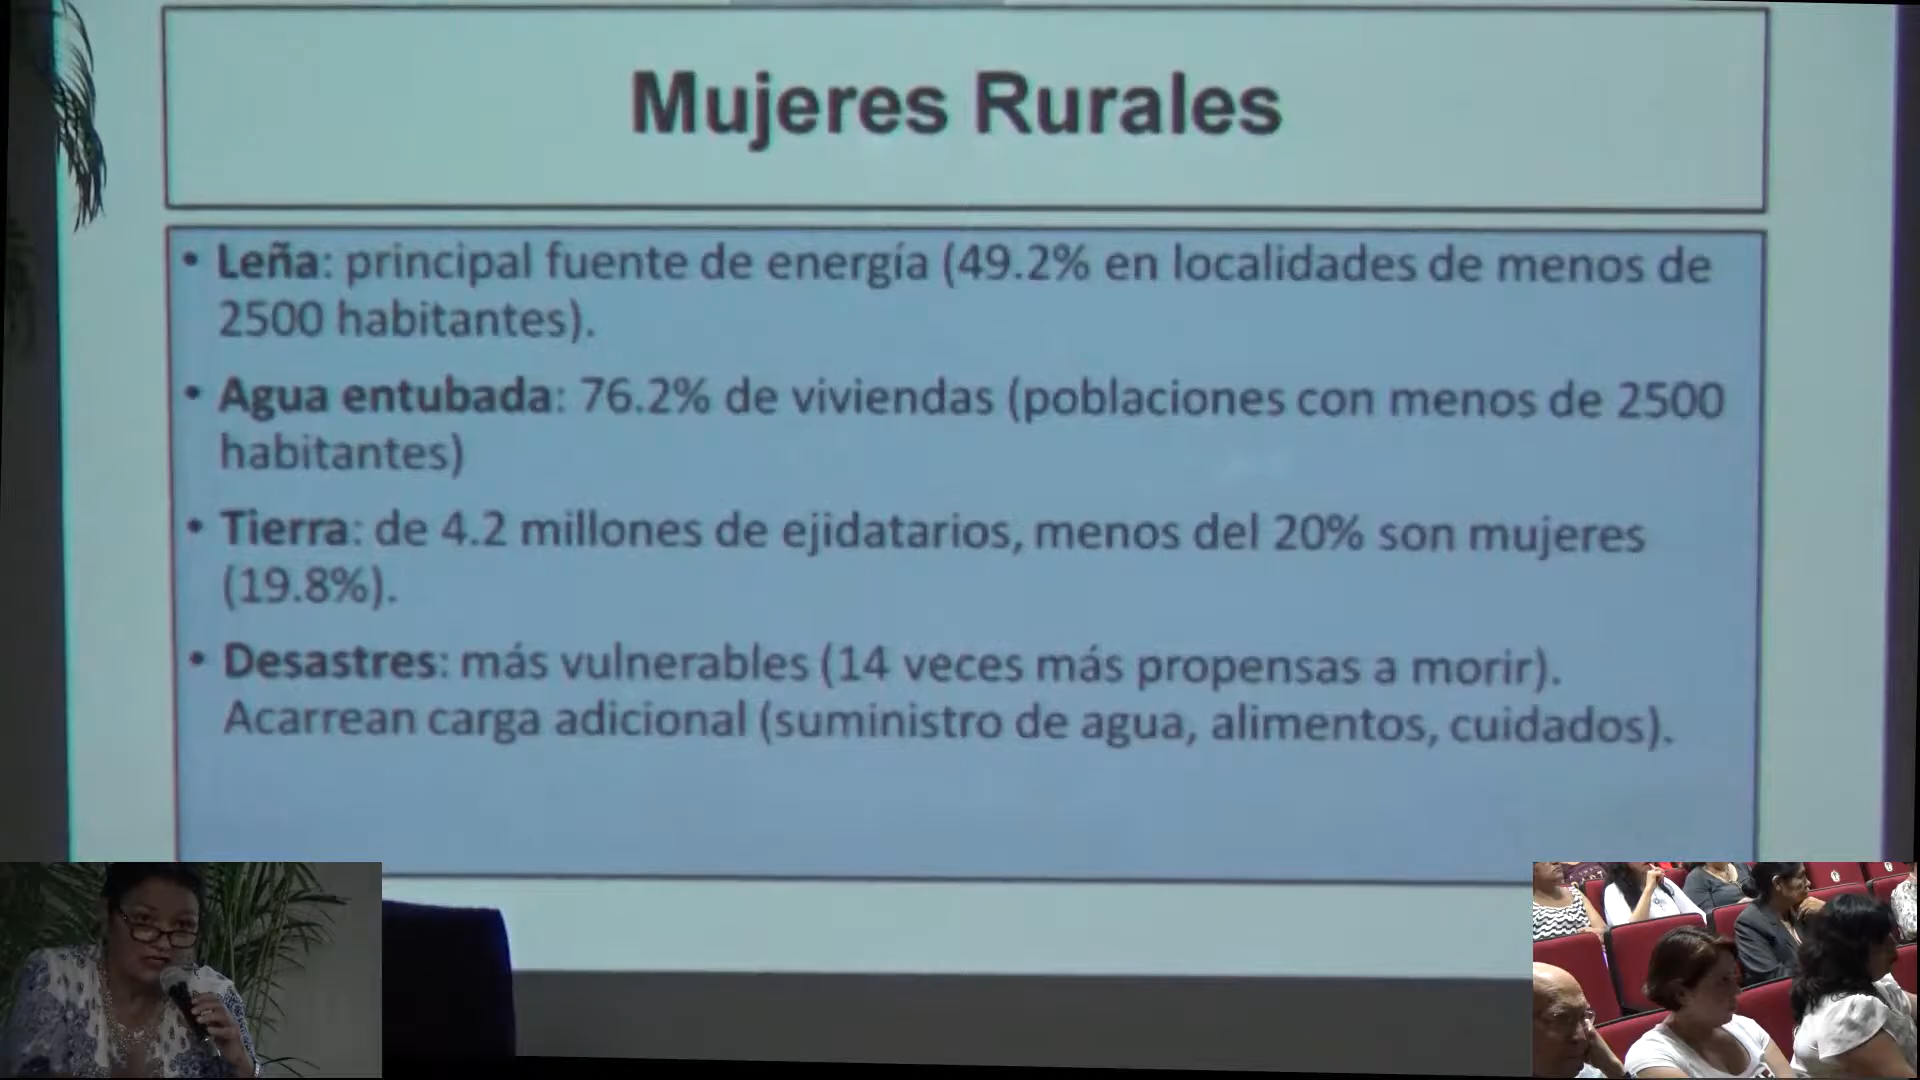 Mujeres Rurales
• Leña: principal fuente de energía (49.2% en localidades de menos de
2500 habitantes).
• Agua entubada: 76.2% de viviendas (poblaciones con menos de 2500
habitantes)
• Tierra: de 4.2 millones de ejidatarios, menos del 20% son mujeres
(19.8%).
• Desastres: más vulnerables (14 veces más propensas a morir).
Acarrean carga adicional (suministro de agua, alimentos, cuidados).